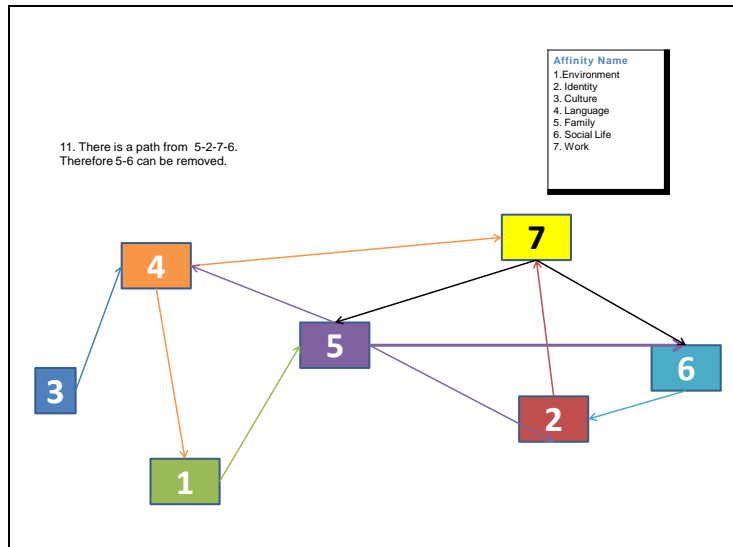 Affinity Name
1.Environment
2. Identity
3. Culture
4. Language
5. Family
6. Social Life
7. Work
11. There is a path from 5-2-7-6.
Therefore 5-6 can be removed.
7
4
5
6
3
2
1